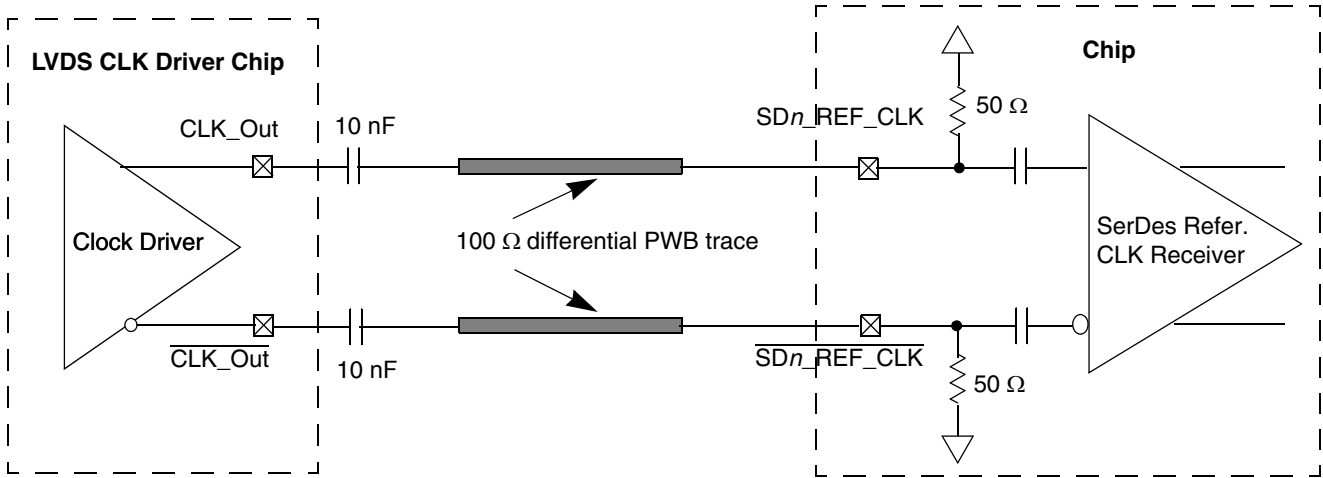 LVDS CLK Driver Chip
Chip
CLK_Out
10 nF
SDn_REF_CLK
50 Ω
Clock Driver
100 Ω differential PWB trace
SerDes Refer.
CLK Receiver
CLK_Out
10 nF
SDn_REF_CLK
50 Ω